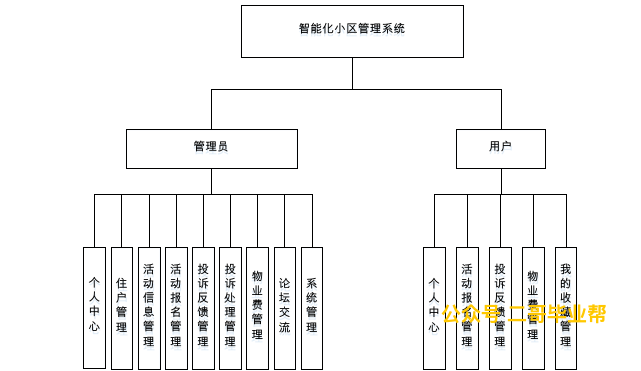 智能化小区管理系统
管理员
用户
个人中心
住户管理
活动信息管理
活动报名管理
投诉反馈管理
投诉处理管理
物业费管理
论坛交流
系统管理
个人中心
活动报名管理
投诉反馈管理
物业费管理
我的收藏管理
公众号 二哥毕业帮